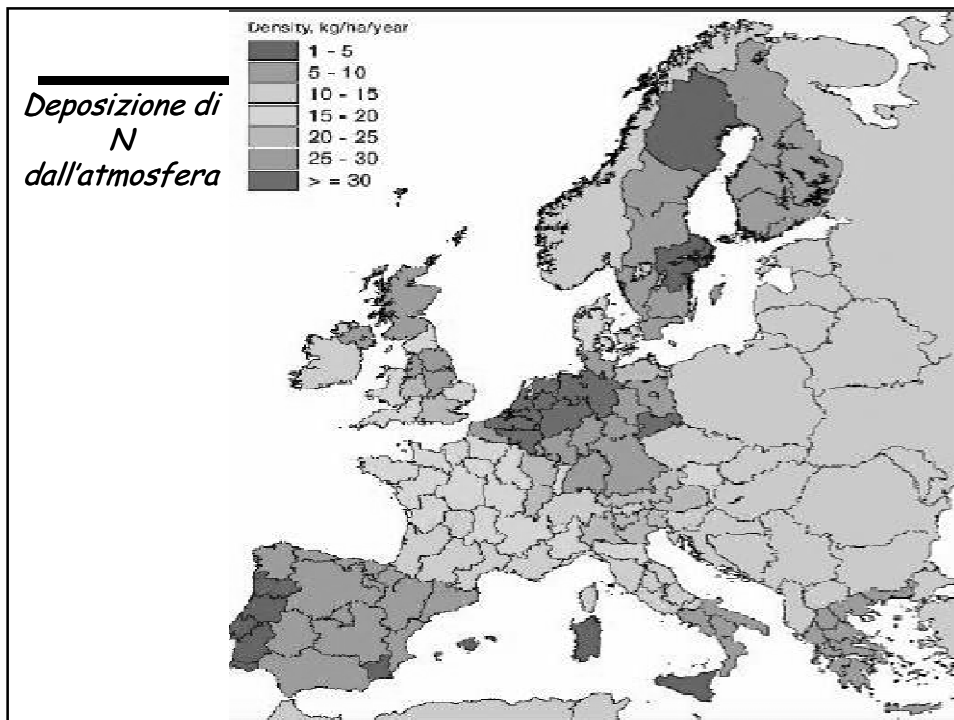 Deposizione di
N
dall'atmosfera
Density, kg/ha/year
1 - 5
5 - 10
10 - 15
15 - 20
20 - 25
25 - 30
> = 30